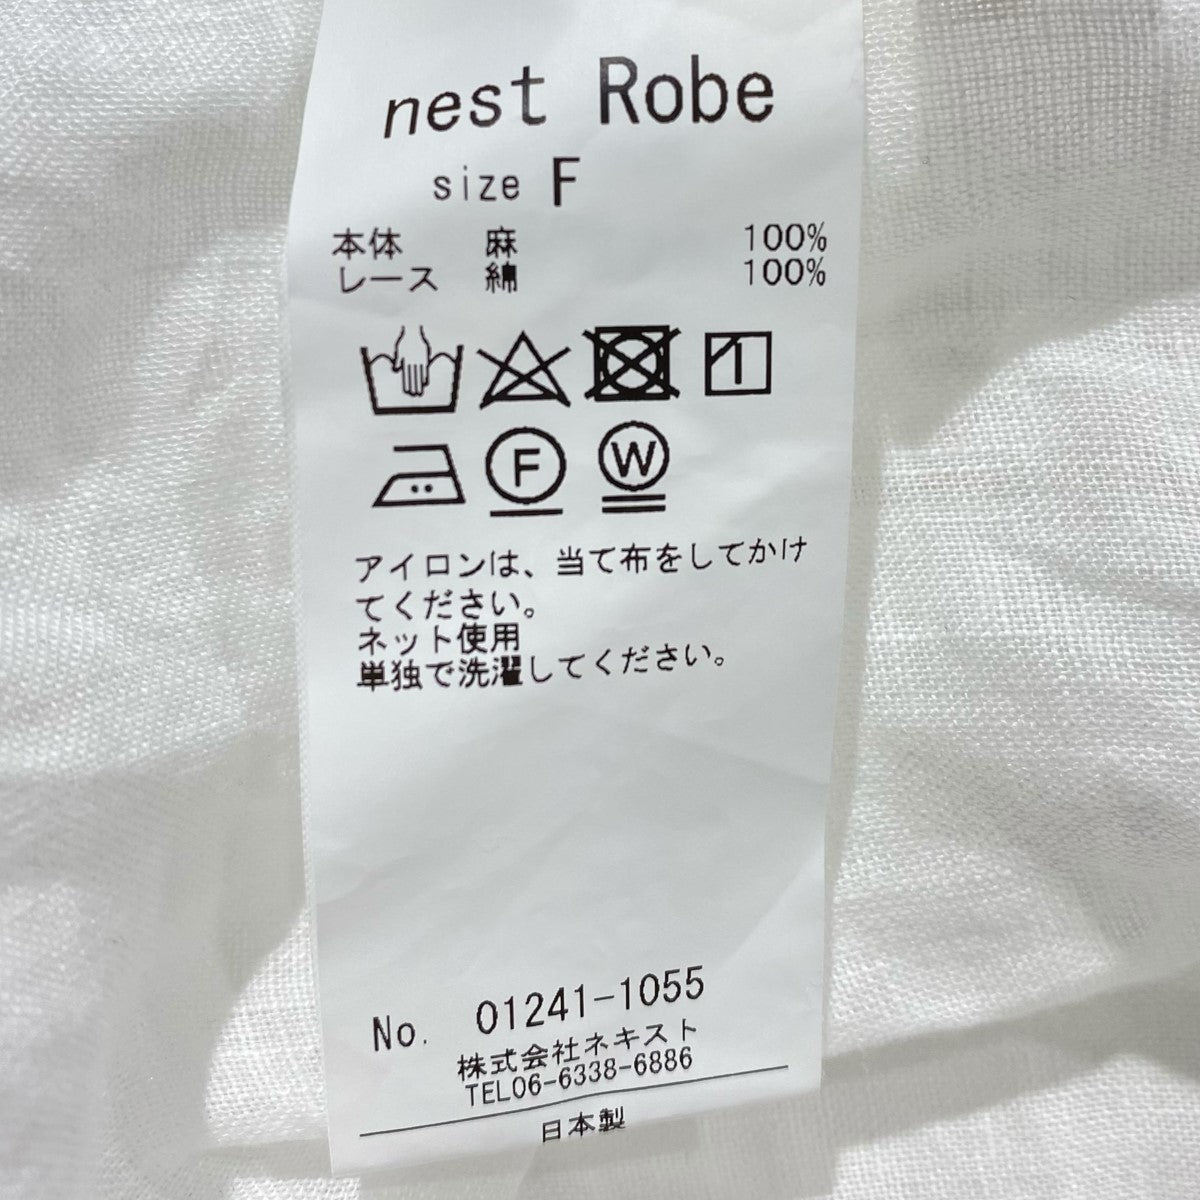 nest Robe
size F
本体 麻 100%
レース 綿 100%
F W
アイロンは、当て布をしてかけ
てください。
ネット使用
単独で洗濯してください。
No. 01241-1055
株式会社ネキスト
TEL06-6338-6886
日本製